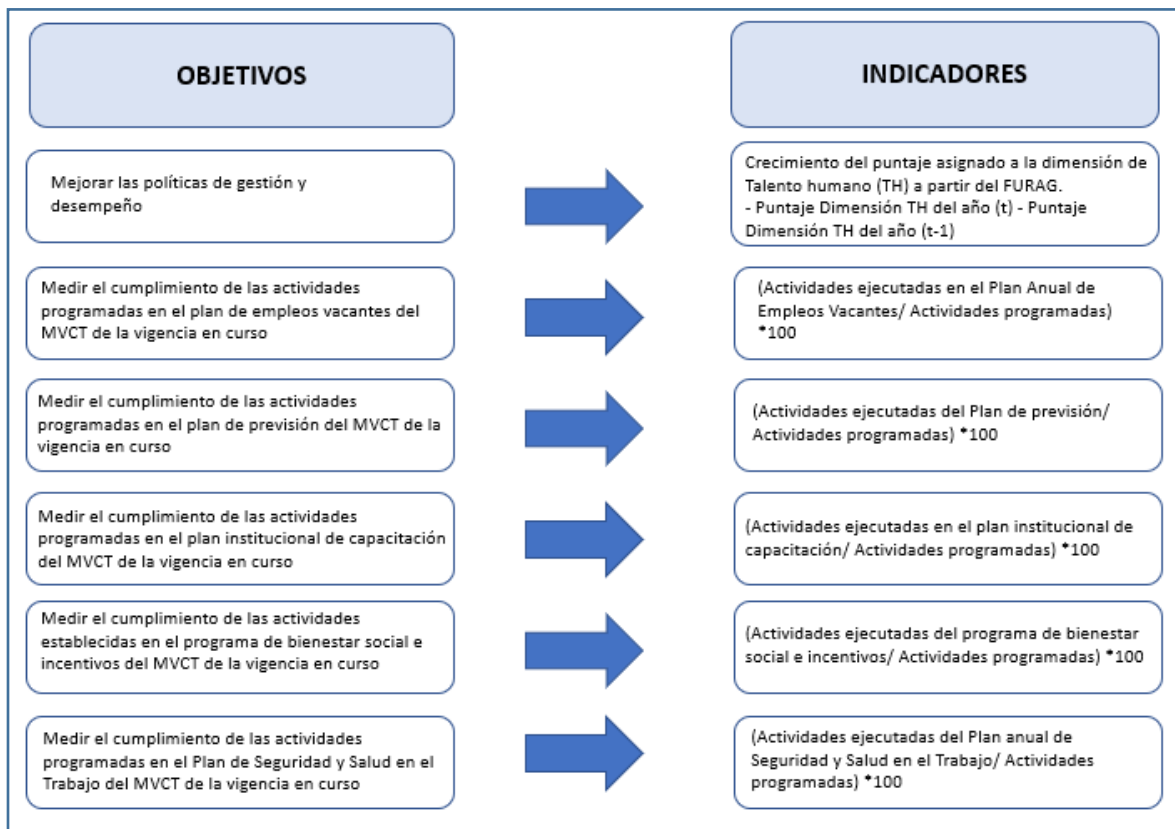 OBJETIVOS
INDICADORES
Mejorar las políticas de gestión y
desempeño
Crecimiento del puntaje asignado a la dimensión de
Talento humano (TH) a partir del FURAG.
- Puntaje Dimensión TH del año (t) - Puntaje
Dimensión TH del año (t-1)
Medir el cumplimiento de las actividades
programadas en el plan de empleos vacantes del
MVCT de la vigencia en curso
(Actividades ejecutadas en el Plan Anual de
Empleos Vacantes/ Actividades programadas)
*100
Medir el cumplimiento de las actividades
programadas en el plan de previsión del MVCT de la
vigencia en curso
(Actividades ejecutadas del Plan de previsión/
Actividades programadas) *100
Medir el cumplimiento de las actividades
programadas en el plan institucional de capacitación
del MVCT de la vigencia en curso
(Actividades ejecutadas en el plan institucional de
capacitación/ Actividades programadas) *100
Medir el cumplimiento de las actividades
establecidas en el programa de bienestar social e
incentivos del MVCT de la vigencia en curso
(Actividades ejecutadas del programa de bienestar
social e incentivos/ Actividades programadas) *100
Medir el cumplimiento de las actividades
programadas en el Plan de Seguridad y Salud en el
Trabajo del MVCT de la vigencia en curso
(Actividades ejecutadas del Plan anual de
Seguridad y Salud en el Trabajo/ Actividades
programadas) *100